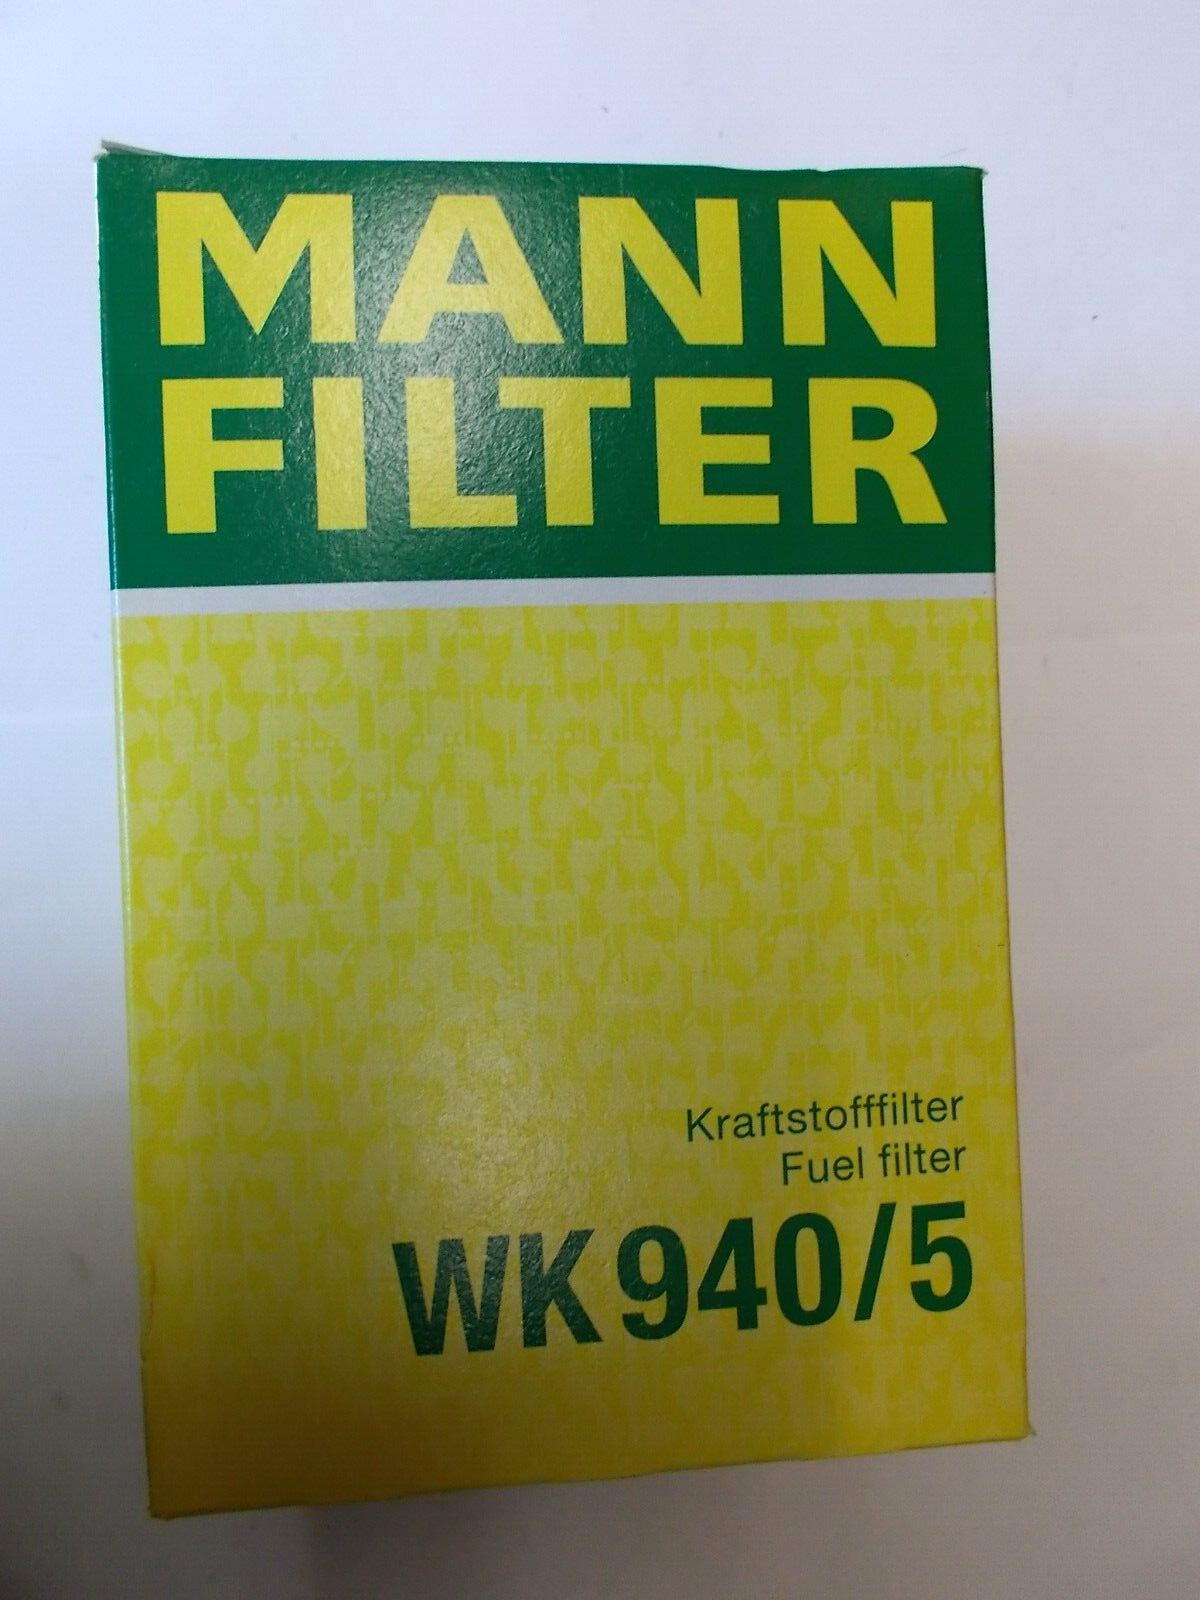 MANN
FILTER
Kraftstofffilter
Fuel filter
WK 940/5